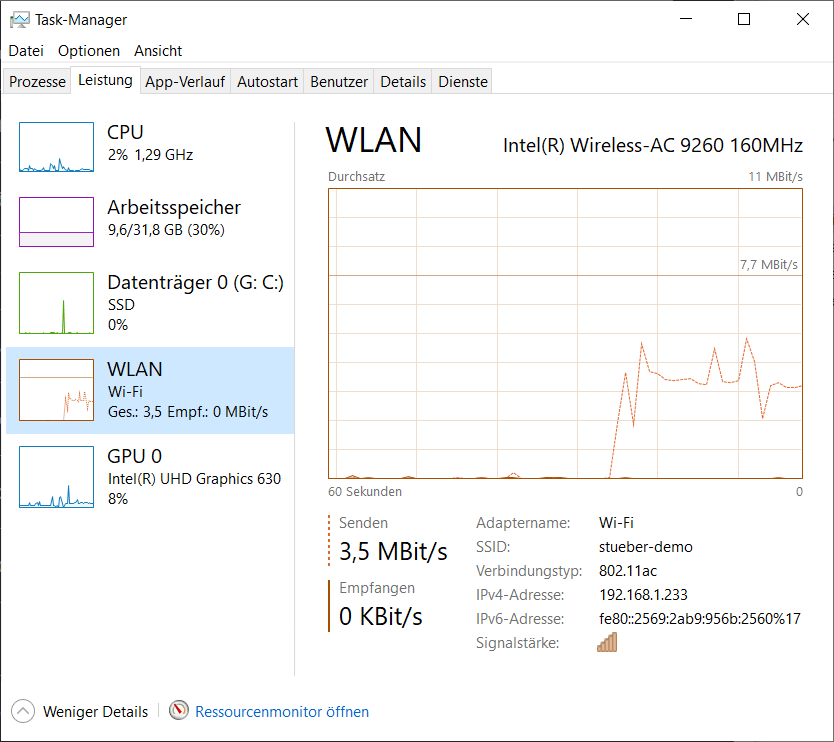 Task-Manager
Datei Optionen Ansicht
Prozesse Leistung App-Verlauf Autostart Benutzer Details Dienste
CPU
2% 1,29 GHz
Arbeitsspeicher
9,6/31,8 GB (30%)
Datenträger 0 (G: C:)
SSD
0%
WLAN
Wi-Fi
Ges.: 3,5 Empf.: 0 MBit/s
GPU 0
Intel(R) UHD Graphics 630
8%
WLAN Intel(R) Wireless-AC 9260 160MHz
Durchsatz 11 MBit/s
7,7 MBit/s
60 Sekunden 0
Senden
3,5 MBit/s
Empfangen
0 KBit/s
Adaptername: Wi-Fi
SSID: stueber-demo
Verbindungstyp: 802.11ac
IPv4-Adresse: 192.168.1.233
IPv6-Adresse: fe80::2569:2ab9:956b:2560%17
Signalstärke:
Weniger Details Ressourcenmonitor öffnen